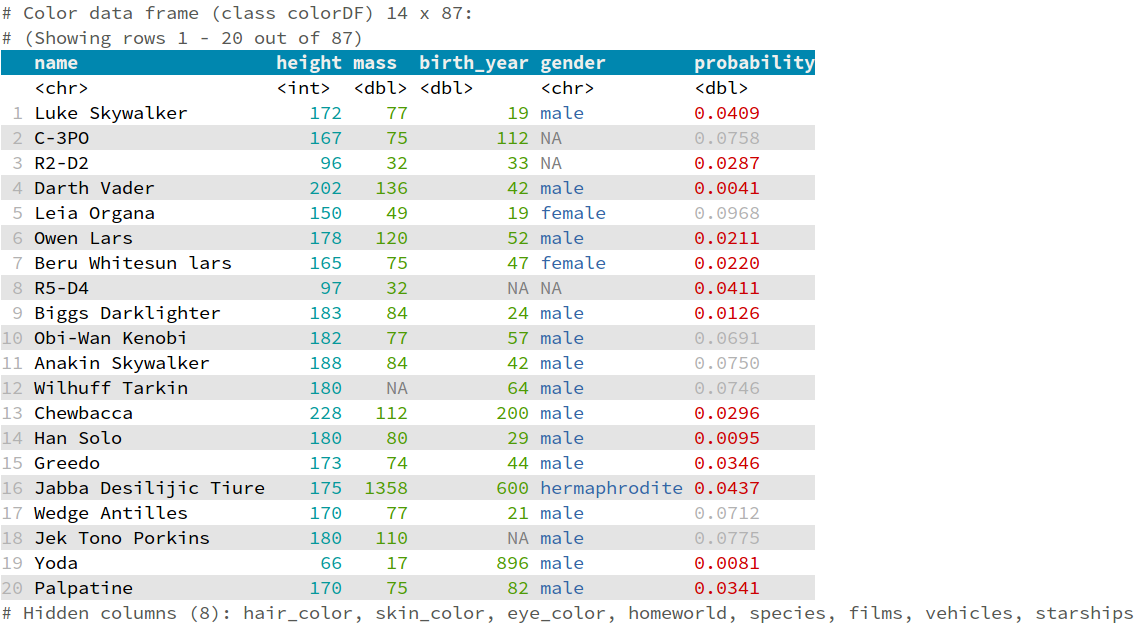 # Color data frame (class colorDF) 14 x 87:
# (Showing rows 1 - 20 out of 87)
name height mass birth_year gender probability
<chr> <int> <dbl> <dbl> <chr> <dbl>
1 Luke Skywalker 172 77 19 male 0.0409
2 C-3PO 167 75 112 NA 0.0758
3 R2-D2 96 32 33 NA 0.0287
4 Darth Vader 202 136 42 male 0.0041
5 Leia Organa 150 49 19 female 0.0968
6 Owen Lars 178 120 52 male 0.0211
7 Beru Whitesun lars 165 75 47 female 0.0220
8 R5-D4 97 32 NA NA 0.0411
9 Biggs Darklighter 183 84 24 male 0.0126
10 Obi-Wan Kenobi 182 77 57 male 0.0691
11 Anakin Skywalker 188 84 42 male 0.0750
12 Wilhuff Tarkin 180 NA 64 male 0.0746
13 Chewbacca 228 112 200 male 0.0296
14 Han Solo 180 80 29 male 0.0095
15 Greedo 173 74 44 male 0.0346
16 Jabba Desilijic Tiure 175 1358 600 hermaphrodite 0.0437
17 Wedge Antilles 170 77 21 male 0.0712
18 Jek Tono Porkins 180 110 NA male 0.0775
19 Yoda 66 17 896 male 0.0081
20 Palpatine 170 75 82 male 0.0341
# Hidden columns (8): hair_color, skin_color, eye_color, homeworld, species, films, vehicles, starships